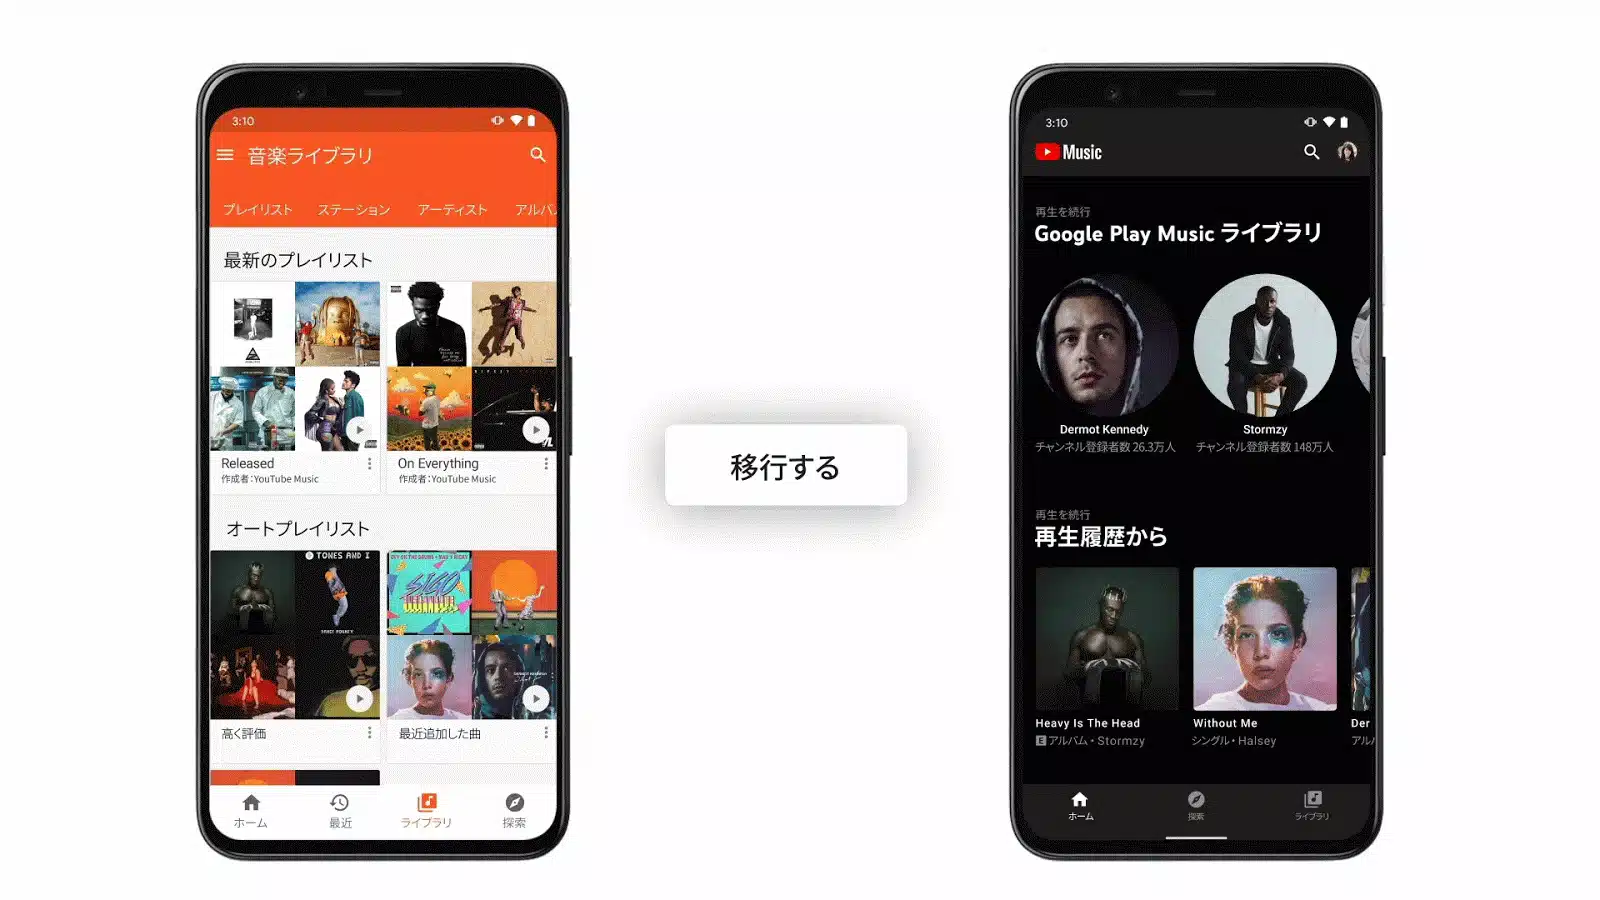 3:10
音楽ライブラリ
プレイリスト ステーション アーティスト アルバ
最新のプレイリスト
Released
作成者：YouTube Music
On Everything
作成者：YouTube Music
オートプレイリスト
TONES AND I
高く評価
最近追加した曲
ホーム 最近 ライブラリ 探索
移行する
3:10
Music
再生を続行
Google Play Music ライブラリ
Dermot Kennedy
チャンネル登録者数 26.3万人
Stormzy
チャンネル登録者数 148万人
再生を続行
再生履歴から
Heavy Is The Head
E アルバム • Stormzy
Without Me
シングル • Halsey
Der
アル
ホーム 探索 ライブラリ